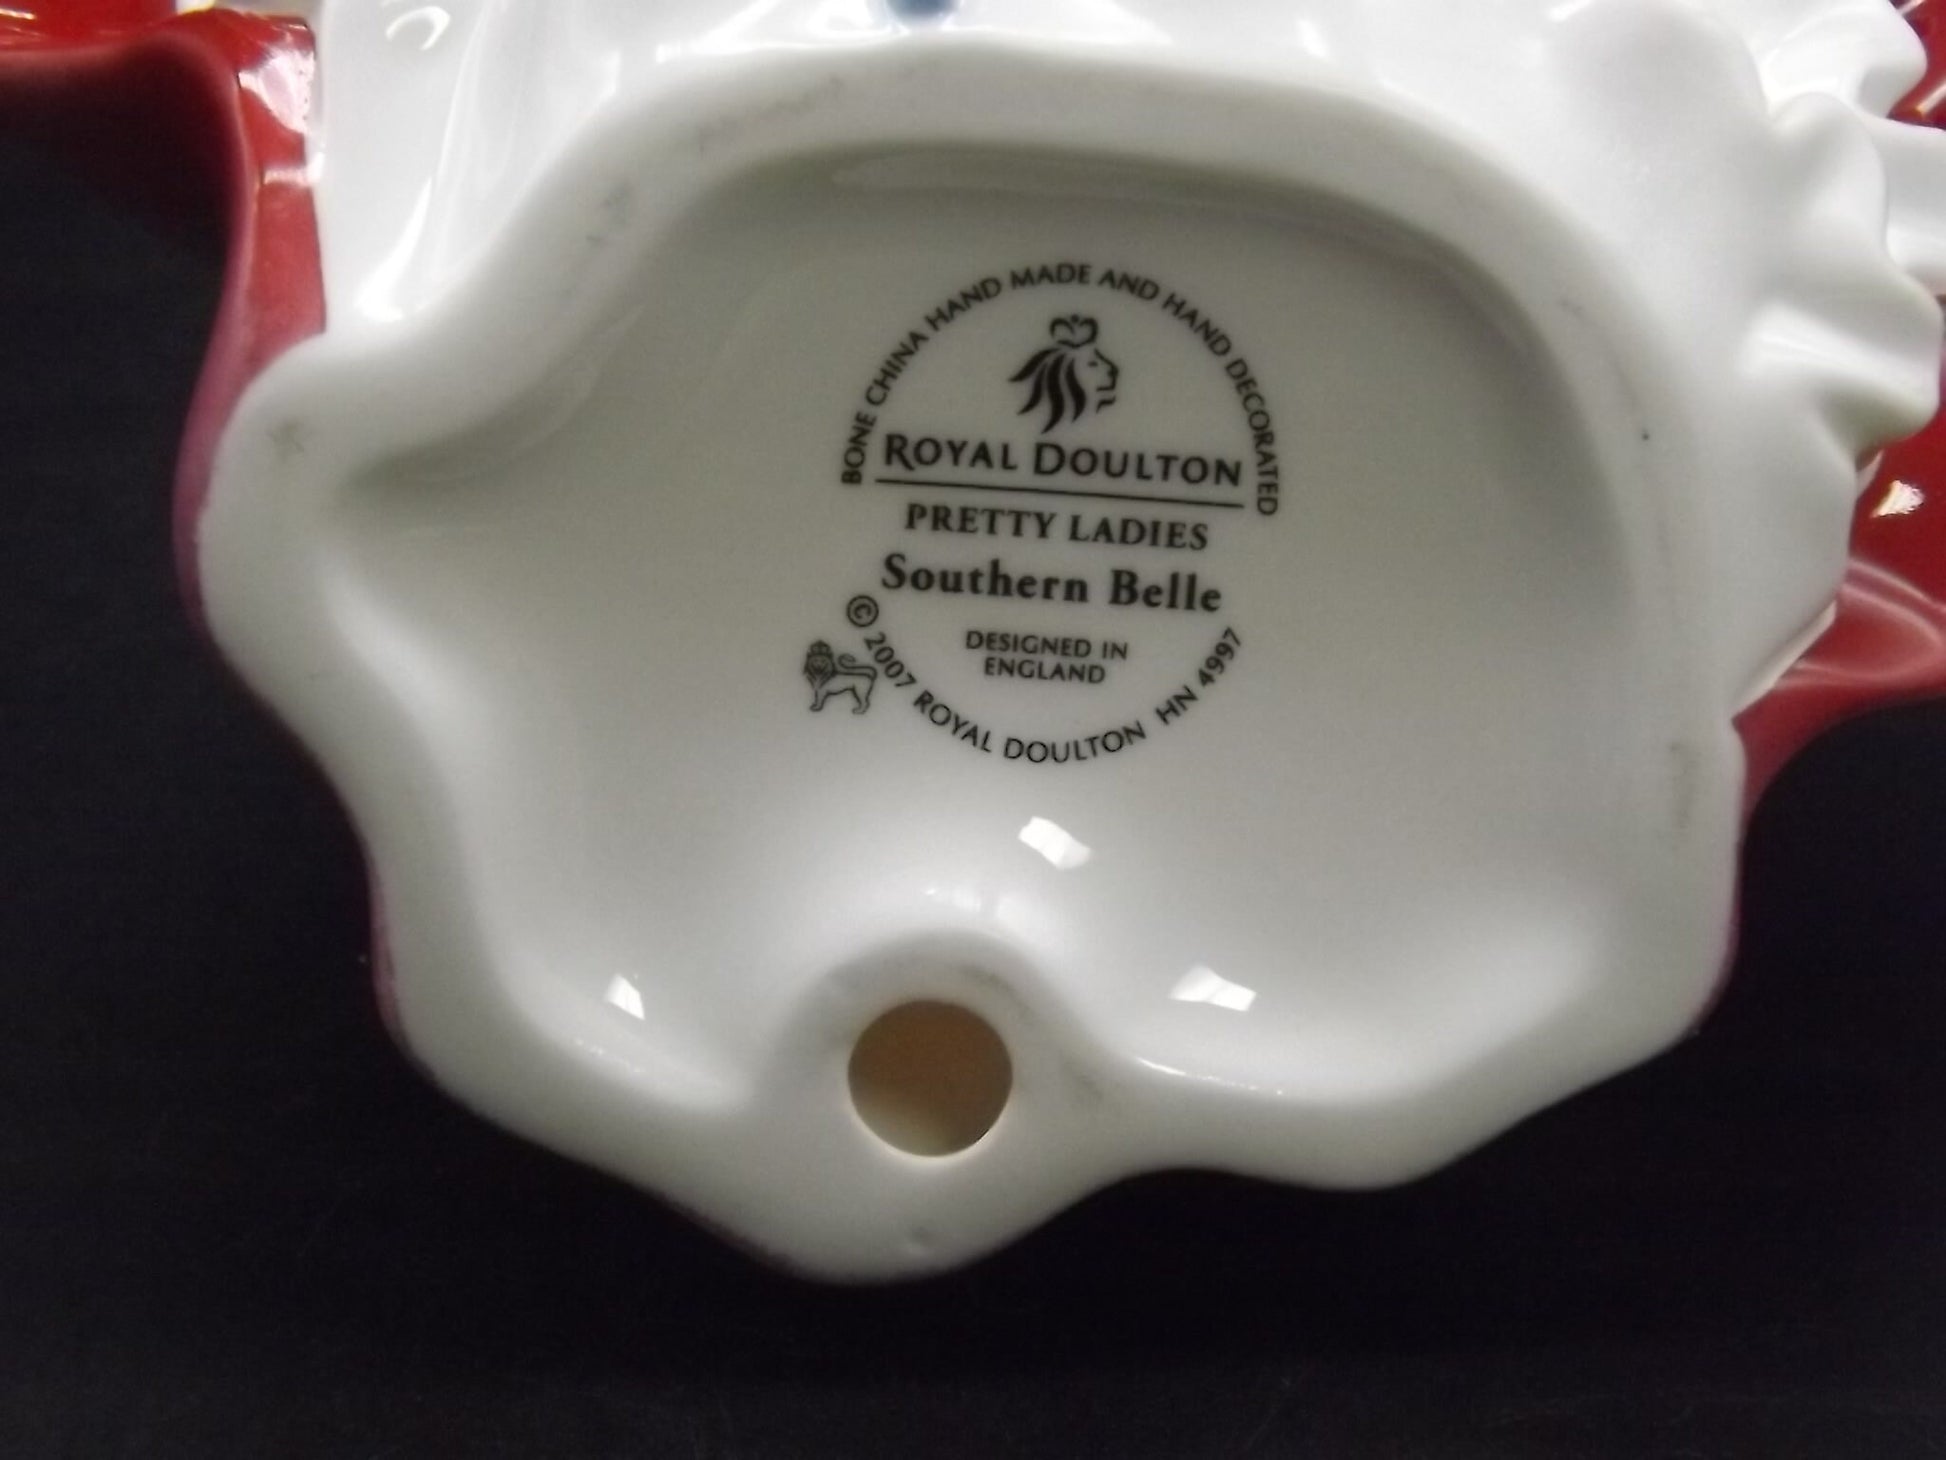 BONE CHINA HAND MADE AND HAND DECORATED
ROYAL DOULTON
PRETTY LADIES
Southern Belle
DESIGNED IN
ENGLAND
© 2007 ROYAL DOULTON HN 4997